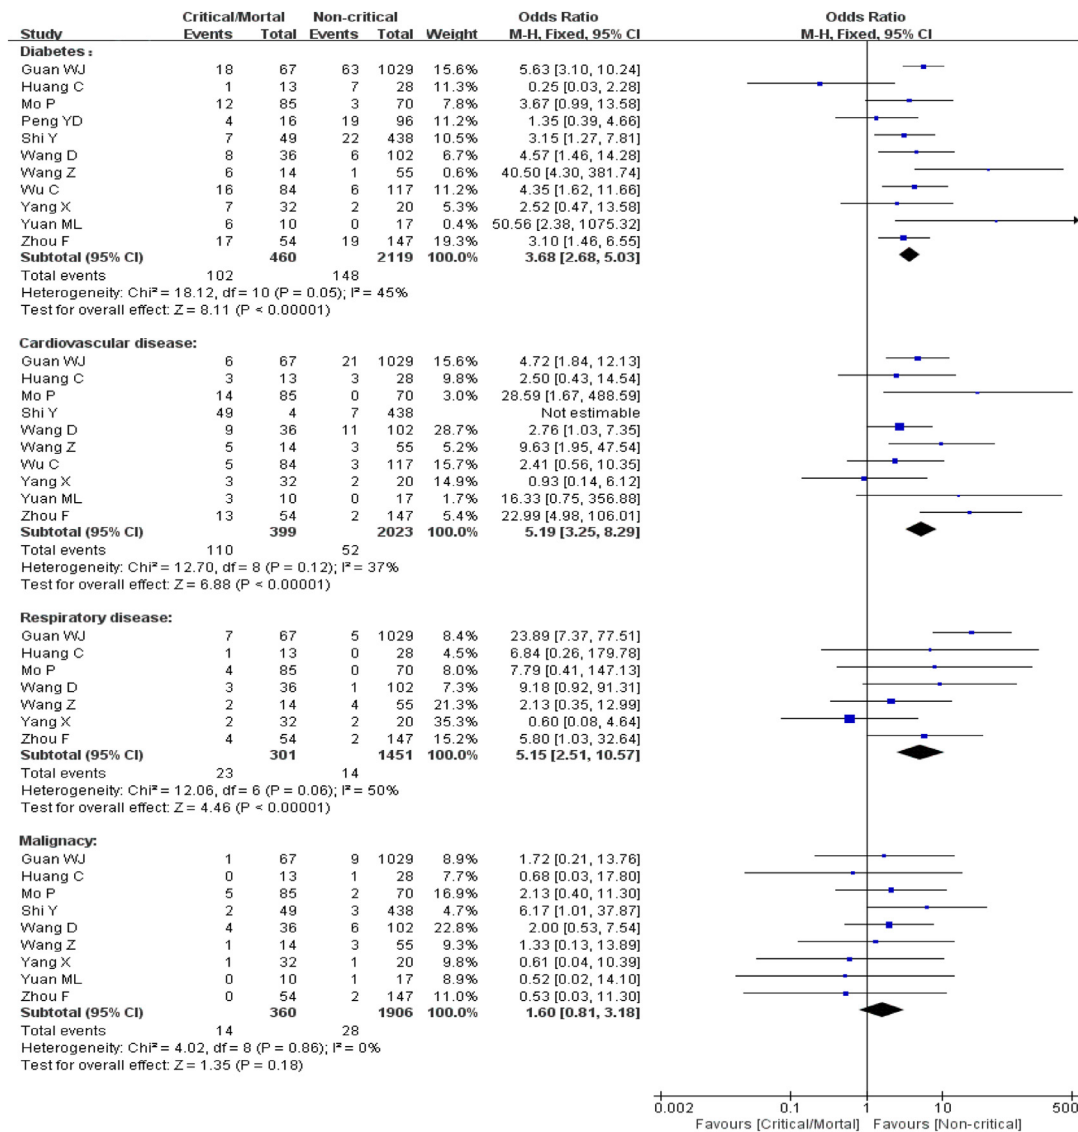 Critical/Mortal Non-critical Odds Ratio Odds Ratio
Study Events Total Events Total Weight M-H, Fixed, 95% CI M-H, Fixed, 95% CI
Diabetes :
Guan WJ 18 67 63 1029 15.6% 5.63 [3.10, 10.24]
Huang C 1 13 7 28 11.3% 0.25 [0.03, 2.28]
Mo P 12 85 3 70 7.8% 3.67 [0.99, 13.58]
Peng YD 4 16 19 96 11.2% 1.35 [0.39, 4.66]
Shi Y 7 49 22 438 10.5% 3.15 [1.27, 7.81]
Wang D 8 36 6 102 6.7% 4.57 [1.46, 14.28]
Wang Z 6 14 1 55 0.6% 40.50 [4.30, 381.74]
Wu C 16 84 6 117 11.2% 4.35 [1.62, 11.66]
Yang X 7 32 2 20 5.3% 2.52 [0.47, 13.58]
Yuan ML 6 10 0 17 0.4% 50.56 [2.38, 1075.32]
Zhou F 17 54 19 147 19.3% 3.10 [1.46, 6.55]
Subtotal (95% CI) 460 2119 100.0% 3.68 [2.68, 5.03]
Total events 102 148
Heterogeneity: Chi² = 18.12, df = 10 (P = 0.05); I² = 45%
Test for overall effect: Z = 8.11 (P < 0.00001)
Cardiovascular disease:
Guan WJ 6 67 21 1029 15.6% 4.72 [1.84, 12.13]
Huang C 3 13 3 28 9.8% 2.50 [0.43, 14.54]
Mo P 14 85 0 70 3.0% 28.59 [1.67, 488.59]
Shi Y 49 4 7 438 Not estimable
Wang D 9 36 11 102 28.7% 2.76 [1.03, 7.35]
Wang Z 5 14 3 55 5.2% 9.63 [1.95, 47.54]
Wu C 5 84 3 117 15.7% 2.41 [0.56, 10.35]
Yang X 3 32 2 20 14.9% 0.93 [0.14, 6.12]
Yuan ML 3 10 0 17 1.7% 16.33 [0.75, 356.88]
Zhou F 13 54 2 147 5.4% 22.99 [4.98, 106.01]
Subtotal (95% CI) 399 2023 100.0% 5.19 [3.25, 8.29]
Total events 110 52
Heterogeneity: Chi² = 12.70, df = 8 (P = 0.12); I² = 37%
Test for overall effect: Z = 6.88 (P < 0.00001)
Respiratory disease:
Guan WJ 7 67 5 1029 8.4% 23.89 [7.37, 77.51]
Huang C 1 13 0 28 4.5% 6.84 [0.26, 179.78]
Mo P 4 85 0 70 8.0% 7.79 [0.41, 147.13]
Wang D 3 36 1 102 7.3% 9.18 [0.92, 91.31]
Wang Z 2 14 4 55 21.3% 2.13 [0.35, 12.99]
Yang X 2 32 2 20 35.3% 0.60 [0.08, 4.64]
Zhou F 4 54 2 147 15.2% 5.80 [1.03, 32.64]
Subtotal (95% CI) 301 1451 100.0% 5.15 [2.51, 10.57]
Total events 23 14
Heterogeneity: Chi² = 12.06, df = 6 (P = 0.06); I² = 50%
Test for overall effect: Z = 4.46 (P < 0.00001)
Malignacy:
Guan WJ 1 67 9 1029 8.9% 1.72 [0.21, 13.76]
Huang C 0 13 1 28 7.7% 0.68 [0.03, 17.80]
Mo P 5 85 2 70 16.9% 2.13 [0.40, 11.30]
Shi Y 2 49 3 438 4.7% 6.17 [1.01, 37.87]
Wang D 4 36 6 102 22.8% 2.00 [0.53, 7.54]
Wang Z 1 14 3 55 9.3% 1.33 [0.13, 13.89]
Yang X 1 32 1 20 9.8% 0.61 [0.04, 10.39]
Yuan ML 0 10 1 17 8.9% 0.52 [0.02, 14.10]
Zhou F 0 54 2 147 11.0% 0.53 [0.03, 11.30]
Subtotal (95% CI) 360 1906 100.0% 1.60 [0.81, 3.18]
Total events 14 28
Heterogeneity: Chi² = 4.02, df = 8 (P = 0.86); I² = 0%
Test for overall effect: Z = 1.35 (P = 0.18)
0.002 0.1 1 10 500
Favours [Critical/Mortal] Favours [Non-critical]